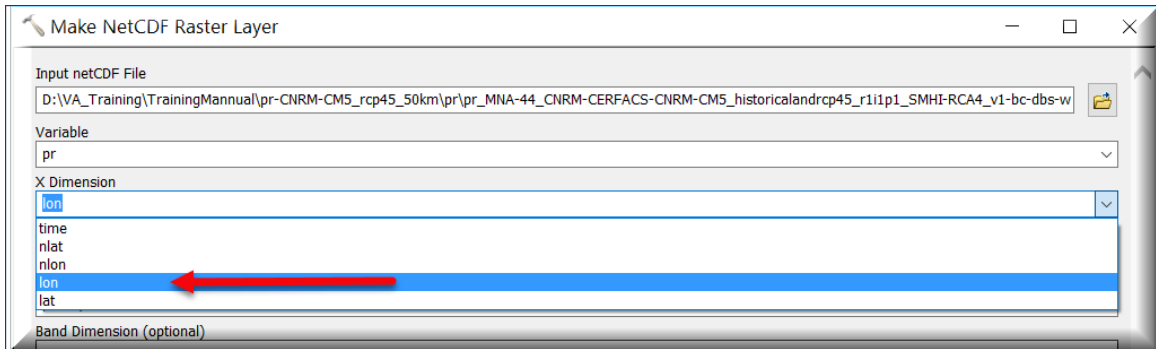 Make NetCDF Raster Layer
Input netCDF File
D:\VA_Training\TrainingMannual\pr-CNRM-CM5_rcp45_50km\pr\pr_MNA-44_CNRM-CERFACS-CNRM-CM5_historicalandrcp45_r1i1p1_SMHI-RCA4_v1-bc-dbs-w
Variable
pr
X Dimension
lon
time
nlat
nlon
lon
lat
Band Dimension (optional)